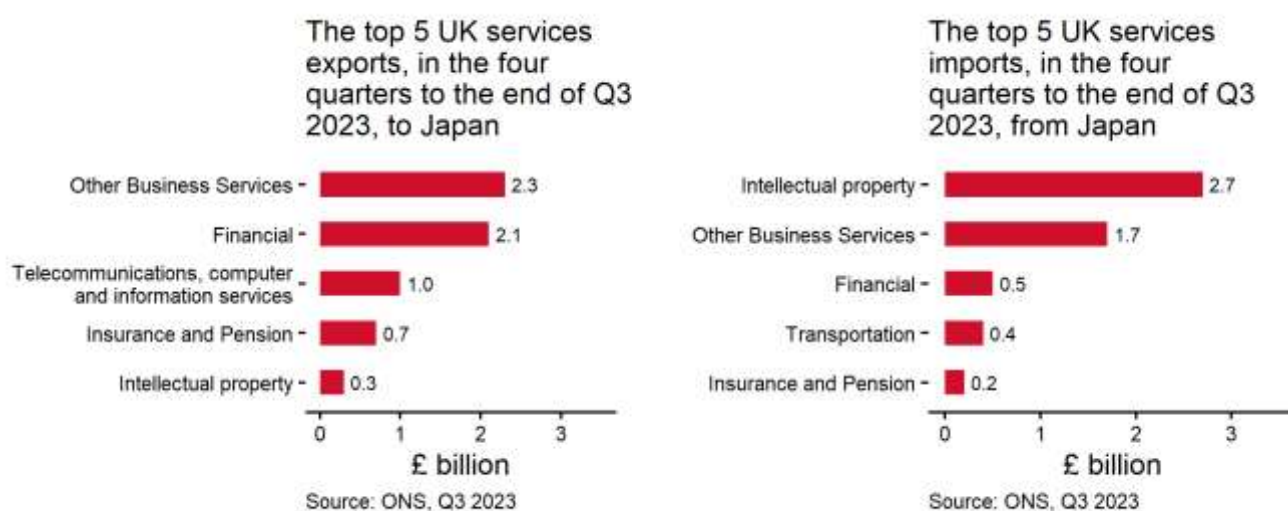 The top 5 UK services
exports, in the four
quarters to the end of Q3
2023, to Japan
Other Business Services
2.3
Financial
2.1
Telecommunications, computer
and information services
1.0
Insurance and Pension
0.7
Intellectual property
0.3
0 1 2 3
£ billion
Source: ONS, Q3 2023
The top 5 UK services
imports, in the four
quarters to the end of Q3
2023, from Japan
Intellectual property
2.7
Other Business Services
1.7
Financial
0.5
Transportation
0.4
Insurance and Pension
0.2
0 1 2 3
£ billion
Source: ONS, Q3 2023